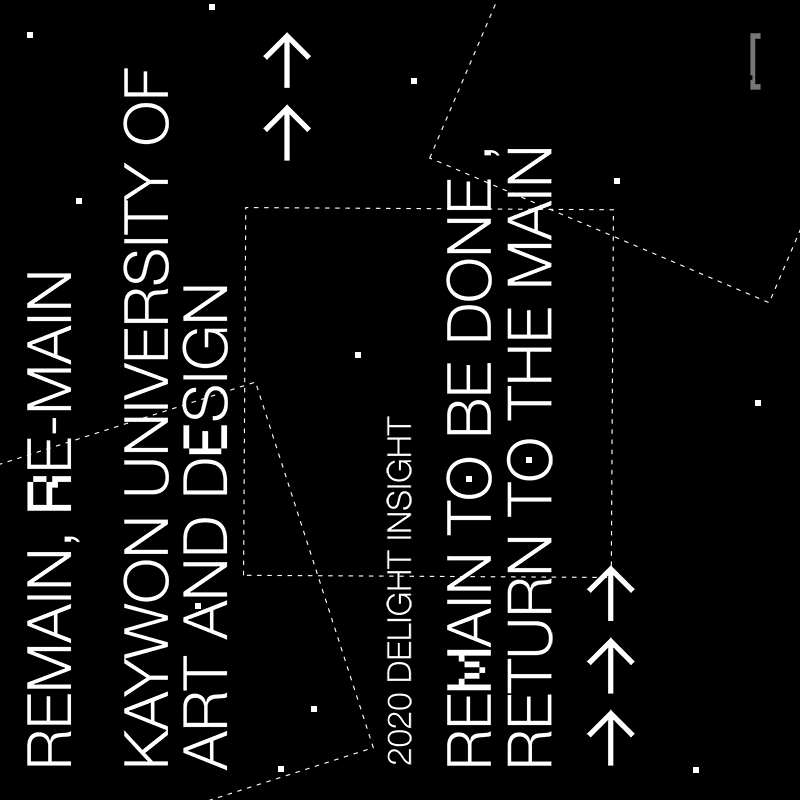 REMAIN, RE-MAIN
KAYWON UNIVERSITY OF
ART AND DESIGN
2020 DELIGHT INSIGHT
REMAIN TO BE DONE,
RETURN TO THE MAIN
[